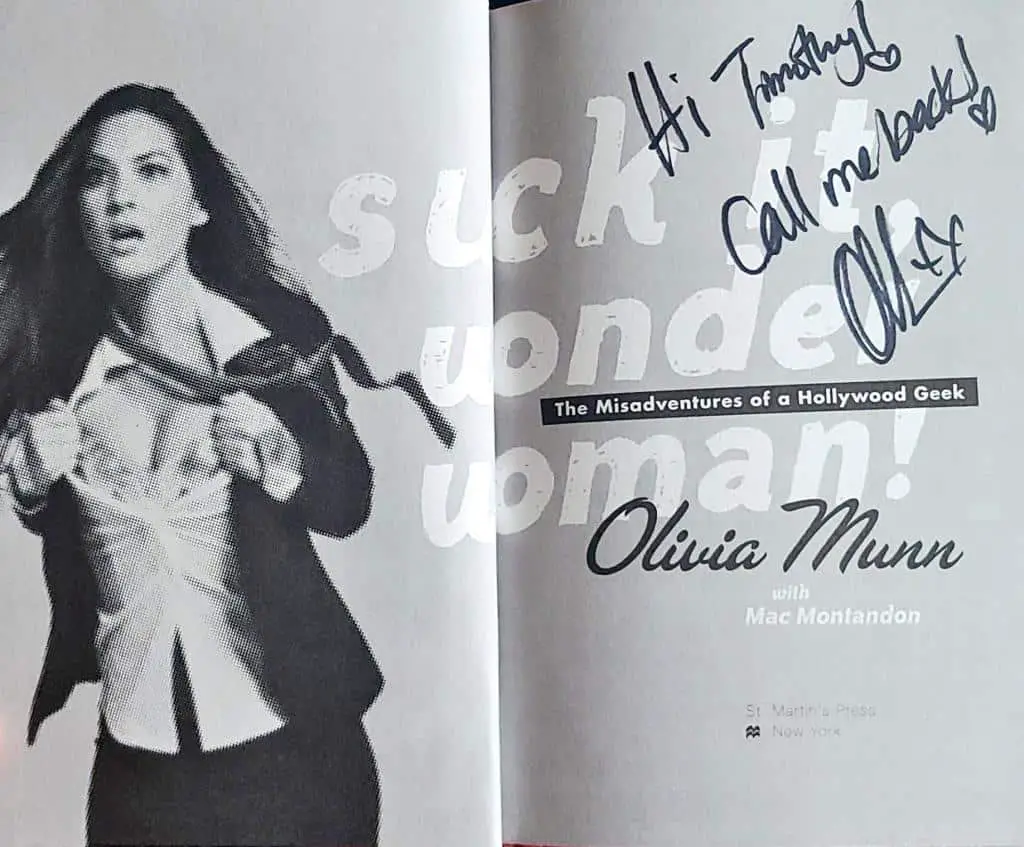 Hi Timothy!
Call me back!
suck it,
wonder
woman!
The Misadventures of a Hollywood Geek
Olivia Munn
with
Mac Montandon
St. Martin's Press
New York